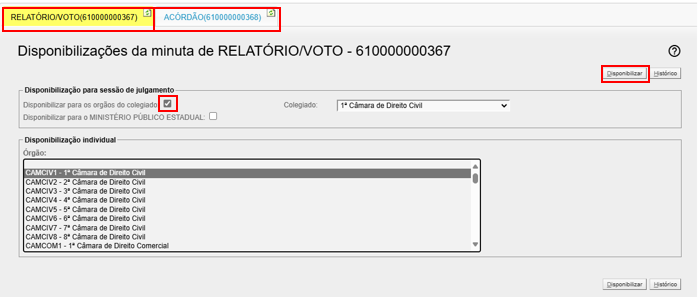 RELATÓRIO/VOTO(610000000367) ACÓRDÃO(610000000368)
Disponibilizações da minuta de RELATÓRIO/VOTO - 610000000367
Disponibilizar Histórico
Disponibilização para sessão de julgamento
Disponibilizar para os orgãos do colegiado: Colegiado: 1ª Câmara de Direito Civil
Disponibilizar para o MINISTÉRIO PÚBLICO ESTADUAL:
Disponibilização individual
Órgão:
CAMCIV1 - 1ª Câmara de Direito Civil
CAMCIV2 - 2ª Câmara de Direito Civil
CAMCIV3 - 3ª Câmara de Direito Civil
CAMCIV4 - 4ª Câmara de Direito Civil
CAMCIV5 - 5ª Câmara de Direito Civil
CAMCIV6 - 6ª Câmara de Direito Civil
CAMCIV7 - 7ª Câmara de Direito Civil
CAMCIV8 - 8ª Câmara de Direito Civil
CAMCOM1 - 1ª Câmara de Direito Comercial
Disponibilizar Histórico